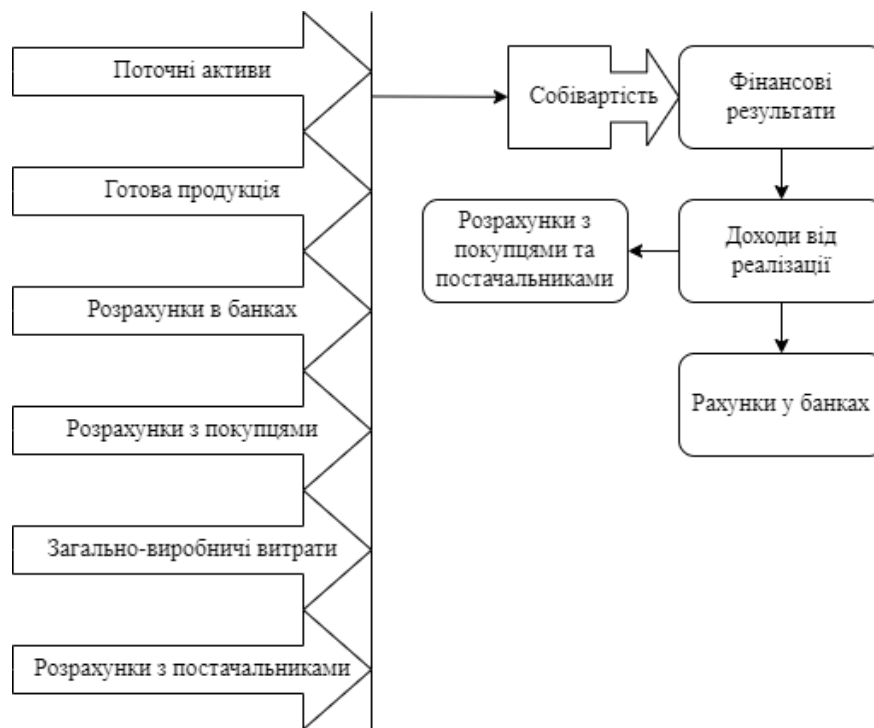 Поточні активи
Готова продукція
Розрахунки в банках
Розрахунки з покупцями
Загально-виробничі витрати
Розрахунки з постачальниками
Собівартість
Фінансові
результати
Розрахунки з
покупцями та
постачальниками
Доходи від
реалізації
Рахунки у банках